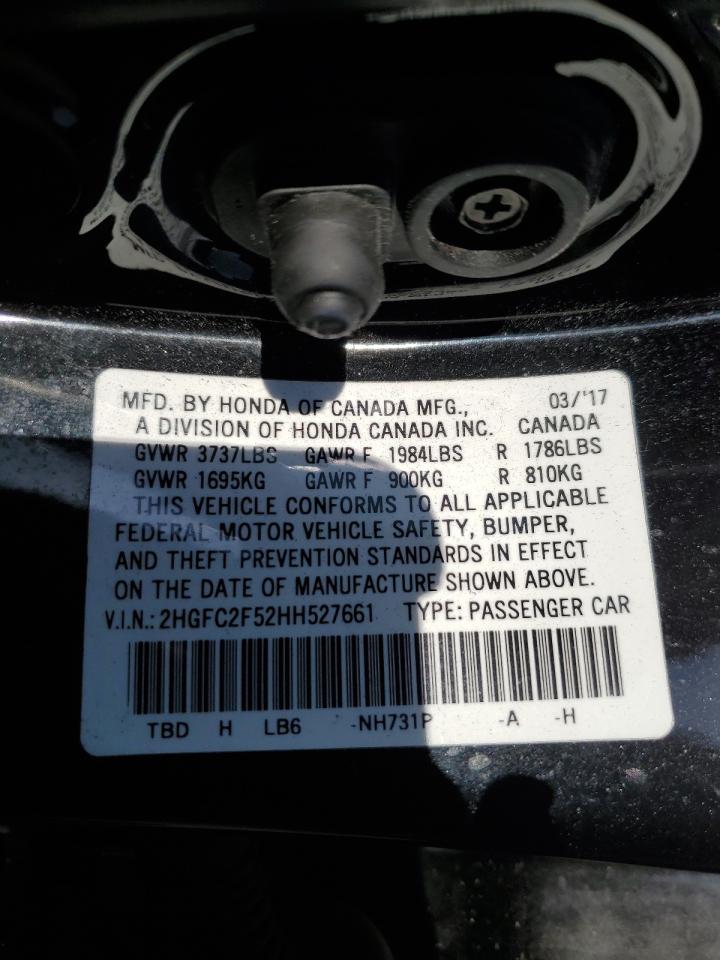 MFD. BY HONDA OF CANADA MFG., 03/'17
A DIVISION OF HONDA CANADA INC. CANADA
GVWR 3737LBS GAWR F 1984LBS R 1786LBS
GVWR 1695KG GAWR F 900KG R 810KG
THIS VEHICLE CONFORMS TO ALL APPLICABLE
FEDERAL MOTOR VEHICLE SAFETY, BUMPER,
AND THEFT PREVENTION STANDARDS IN EFFECT
ON THE DATE OF MANUFACTURE SHOWN ABOVE.
V.I.N.: 2HGFC2F52HH527661 TYPE: PASSENGER CAR
TBD H LB6 -NH731P -A -H